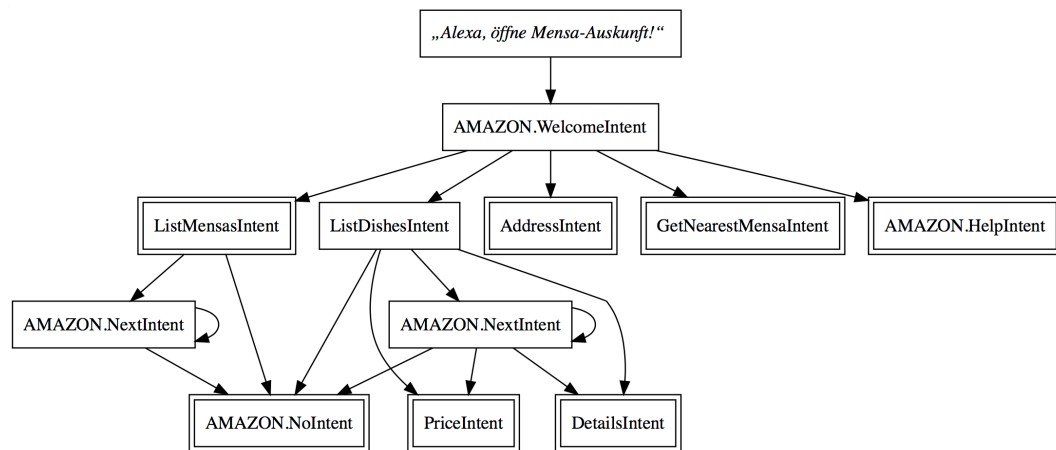 „Alexa, öffne Mensa-Auskunft!“
AMAZON.WelcomeIntent
ListMensasIntent
ListDishesIntent
AddressIntent
GetNearestMensaIntent
AMAZON.HelpIntent
AMAZON.NextIntent
AMAZON.NextIntent
AMAZON.NoIntent
PriceIntent
DetailsIntent